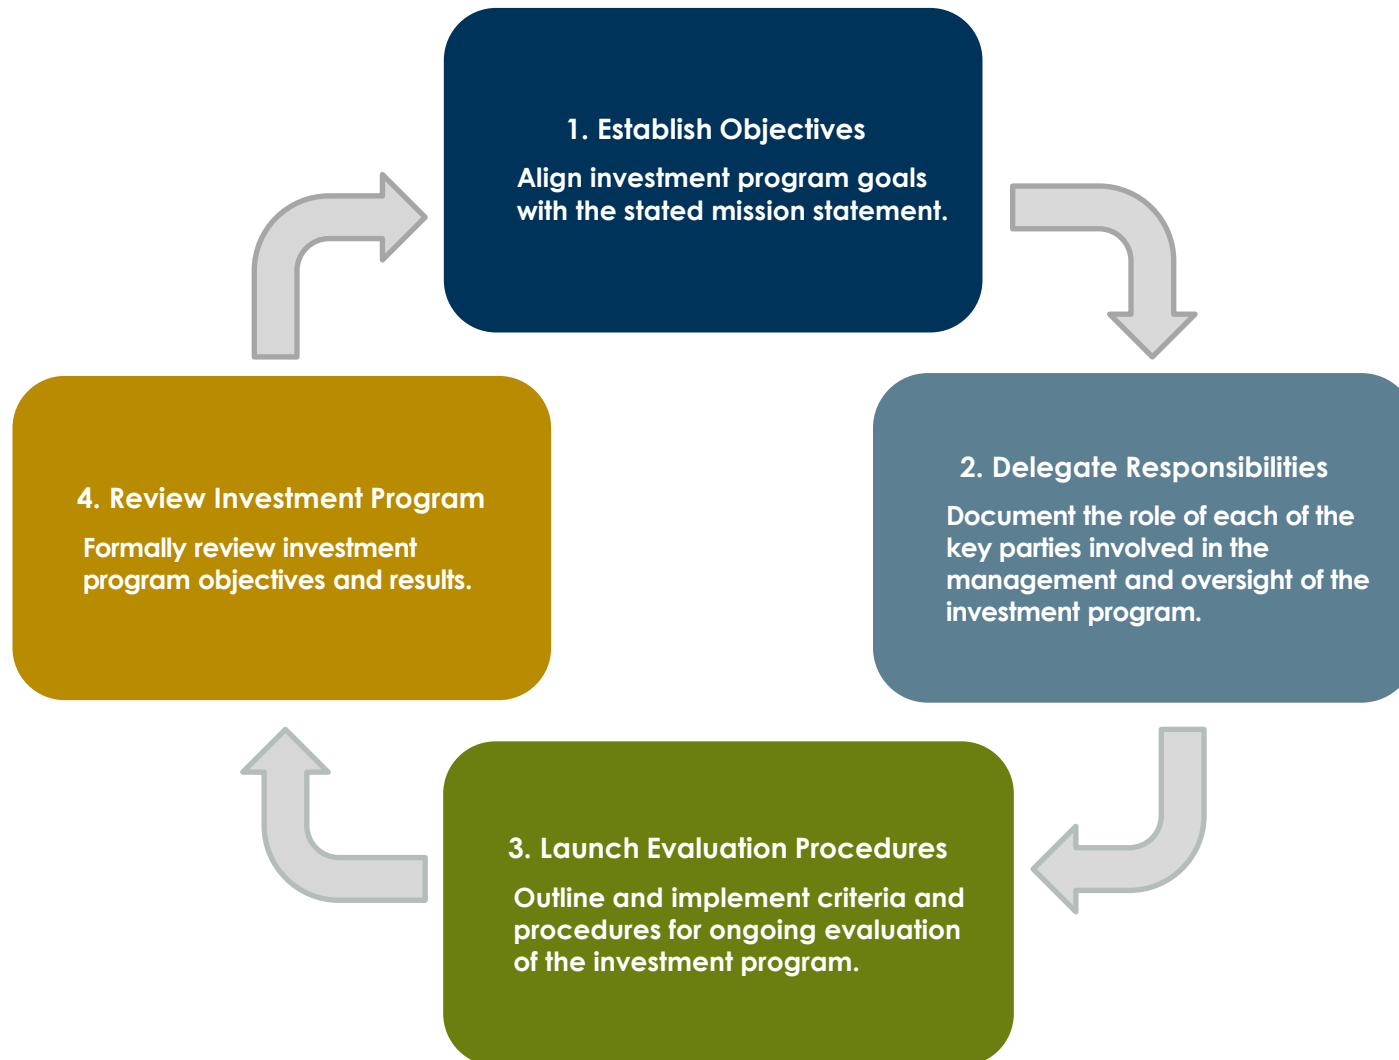 1. Establish Objectives
Align investment program goals
with the stated mission statement.
2. Delegate Responsibilities
Document the role of each of the
key parties involved in the
management and oversight of the
investment program.
3. Launch Evaluation Procedures
Outline and implement criteria and
procedures for ongoing evaluation
of the investment program.
4. Review Investment Program
Formally review investment
program objectives and results.